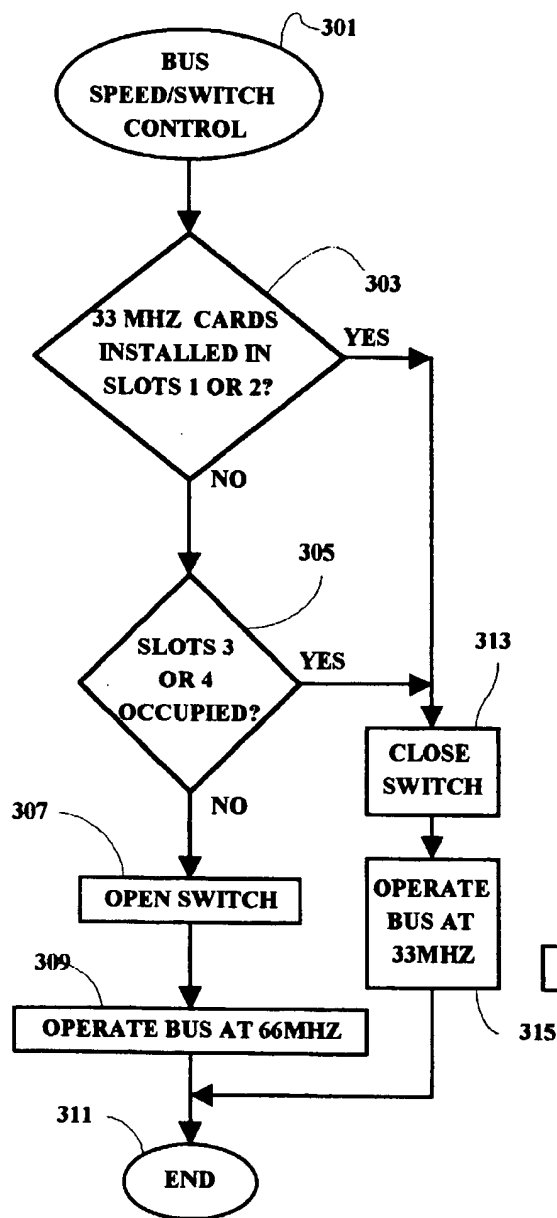 301
BUS
SPEED/SWITCH
CONTROL
303
33 MHZ CARDS
INSTALLED IN
SLOTS 1 OR 2?
YES
NO
305
SLOTS 3
OR 4
OCCUPIED?
YES
313
CLOSE
SWITCH
NO
307
OPEN SWITCH
OPERATE
BUS AT
33MHZ
309
OPERATE BUS AT 66MHZ
315
311
END